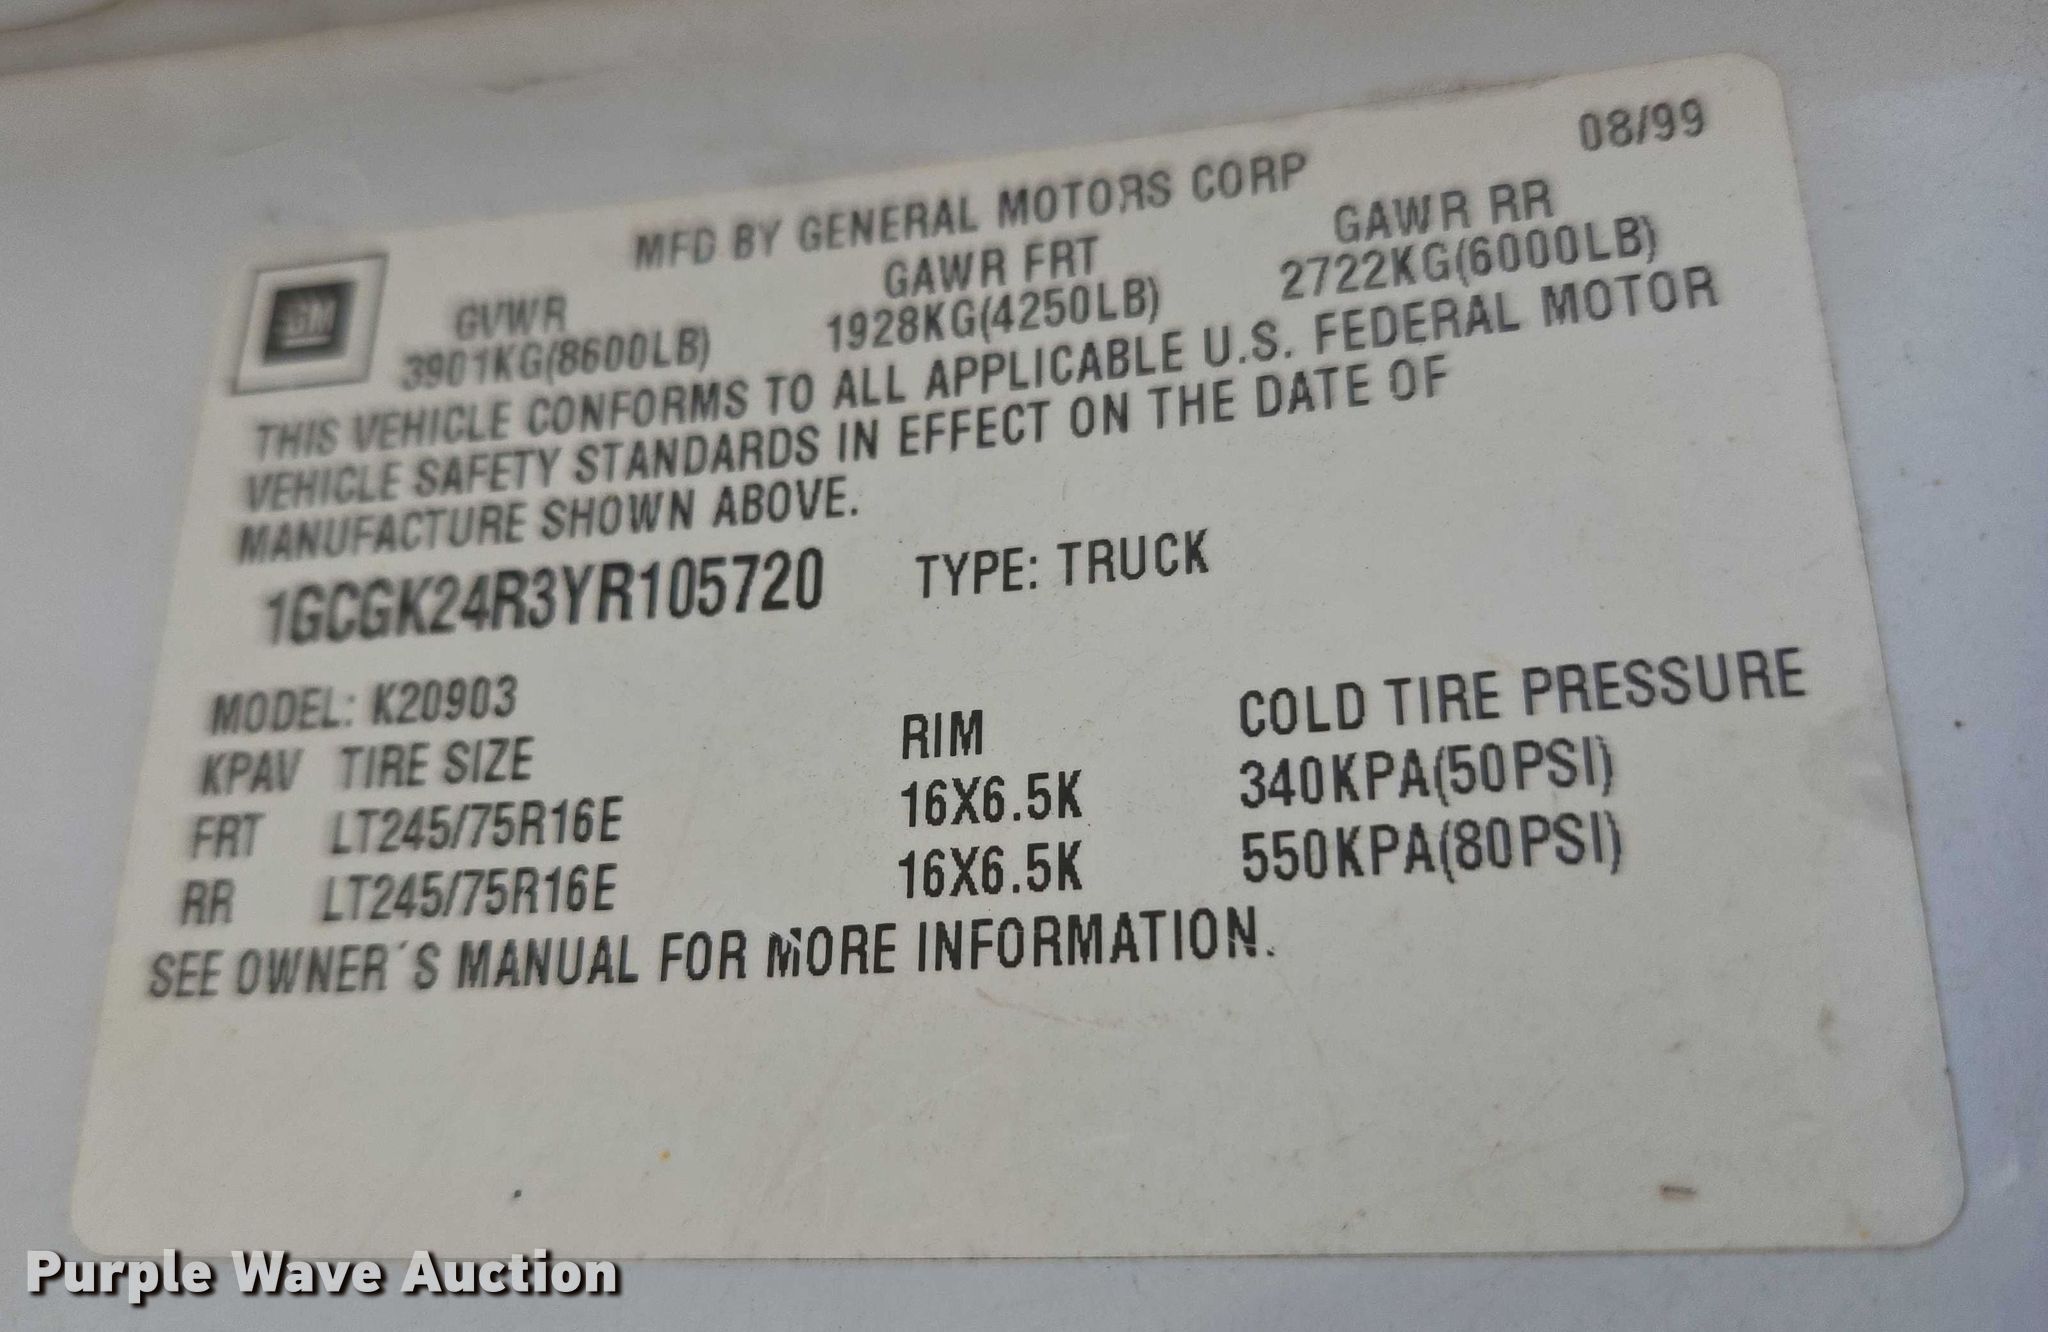 08/99
MFD BY GENERAL MOTORS CORP
GM
GVWR GAWR FRT GAWR RR
3901KG(8600LB) 1928KG(4250LB) 2722KG(6000LB)
THIS VEHICLE CONFORMS TO ALL APPLICABLE U.S. FEDERAL MOTOR
VEHICLE SAFETY STANDARDS IN EFFECT ON THE DATE OF
MANUFACTURE SHOWN ABOVE.
1GCGK24R3YR105720 TYPE: TRUCK
MODEL: K20903
KPAV TIRE SIZE RIM COLD TIRE PRESSURE
FRT LT245/75R16E 16X6.5K 340KPA(50PSI)
RR LT245/75R16E 16X6.5K 550KPA(80PSI)
SEE OWNER´S MANUAL FOR MORE INFORMATION.
Purple Wave Auction